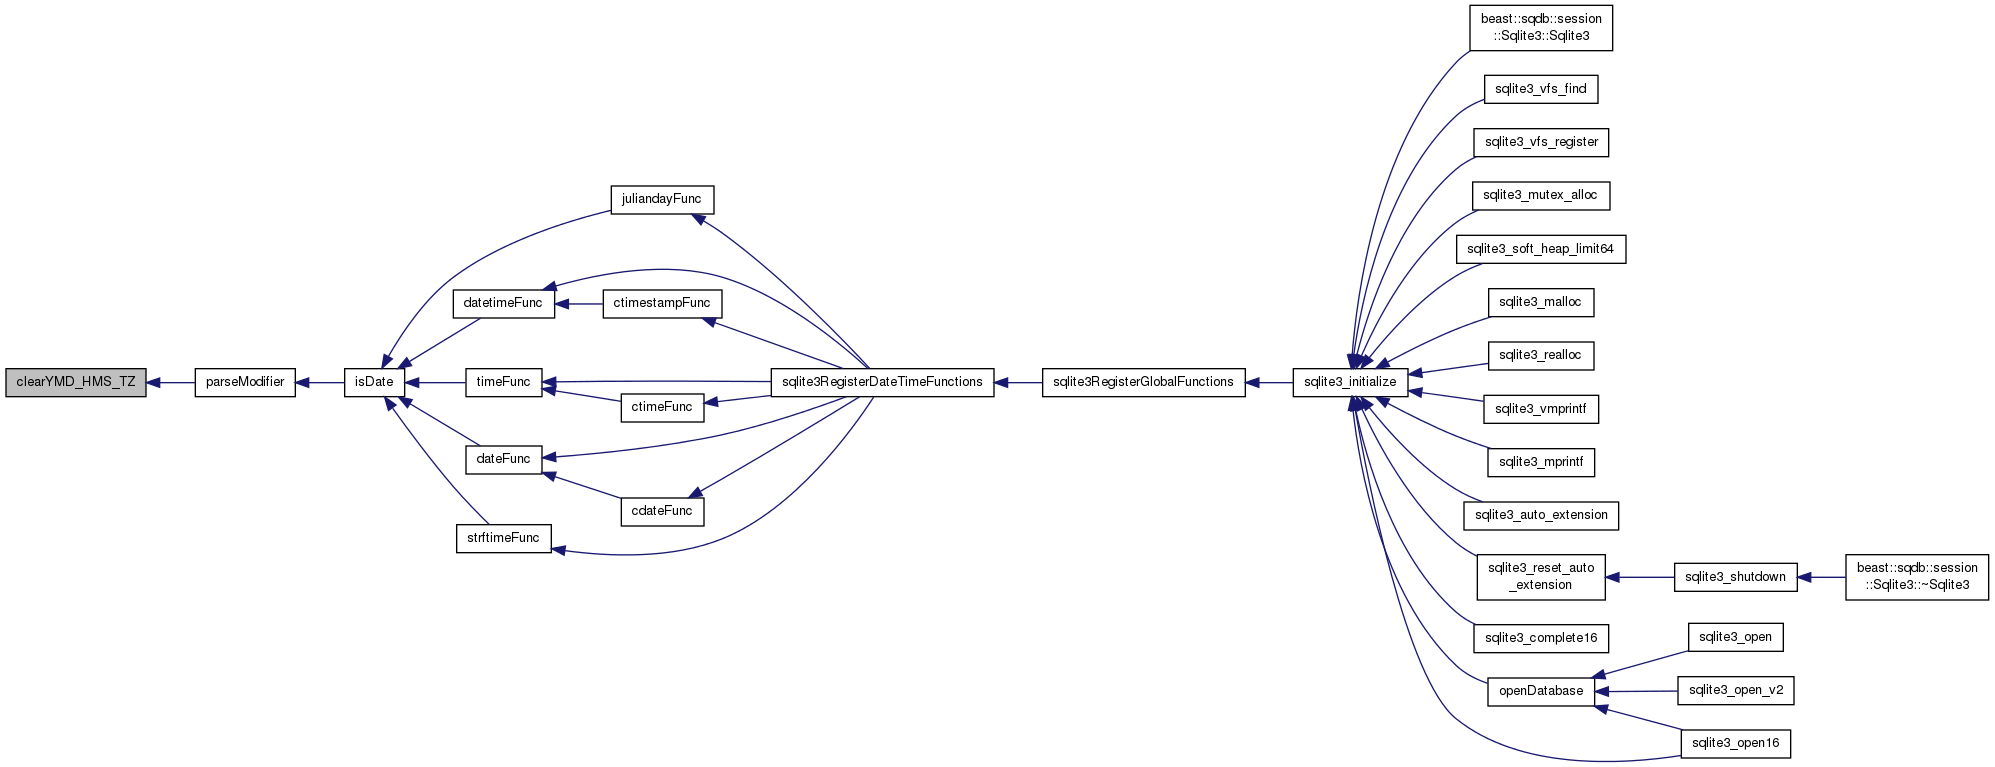 clearYMD_HMS_TZ
parseModifier
isDate
juliandayFunc
datetimeFunc
ctimestampFunc
timeFunc
ctimeFunc
dateFunc
cdateFunc
strftimeFunc
sqlite3RegisterDateTimeFunctions
sqlite3RegisterGlobalFunctions
sqlite3_initialize
beast::sqdb::session
::Sqlite3::Sqlite3
sqlite3_vfs_find
sqlite3_vfs_register
sqlite3_mutex_alloc
sqlite3_soft_heap_limit64
sqlite3_malloc
sqlite3_realloc
sqlite3_vmprintf
sqlite3_mprintf
sqlite3_auto_extension
sqlite3_reset_auto
_extension
sqlite3_shutdown
beast::sqdb::session
::Sqlite3::~Sqlite3
sqlite3_complete16
openDatabase
sqlite3_open
sqlite3_open_v2
sqlite3_open16